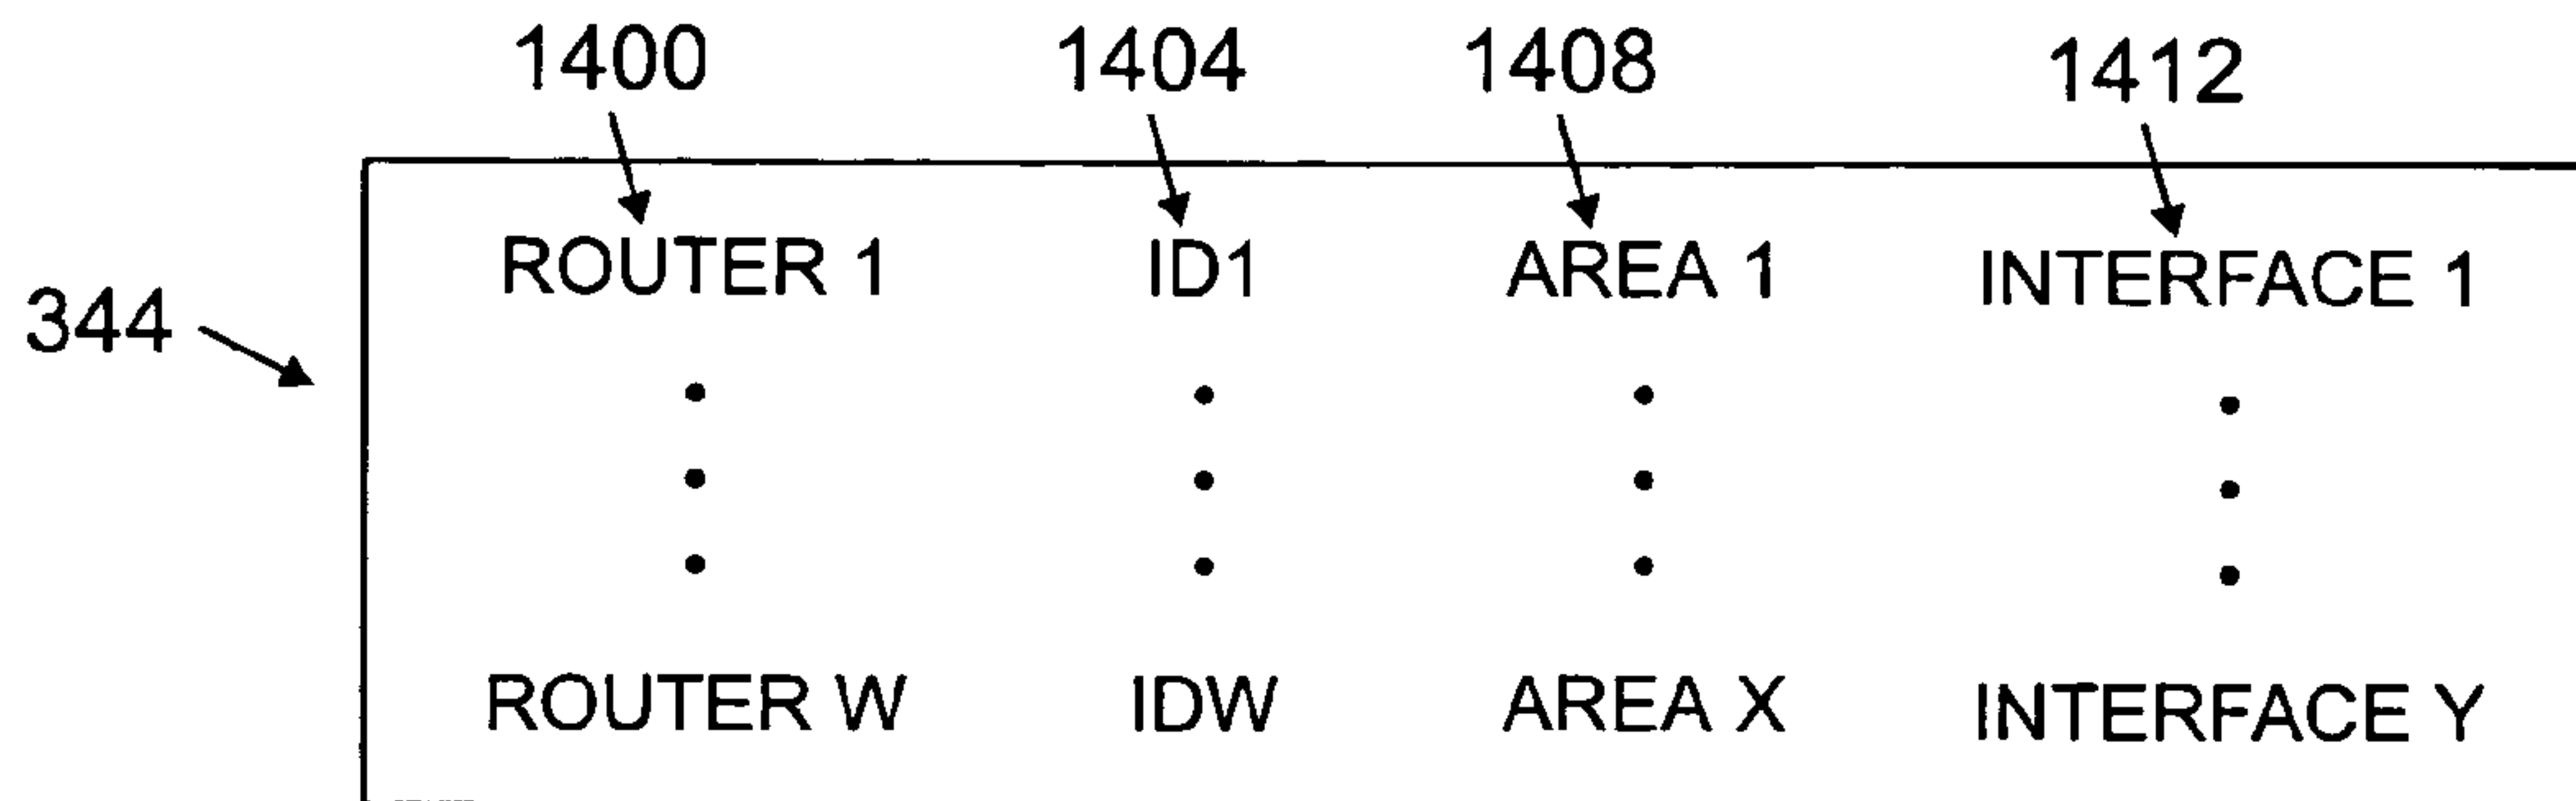 1400 1404 1408 1412
ROUTER 1 ID1 AREA 1 INTERFACE 1
344
ROUTER W IDW AREA X INTERFACE Y